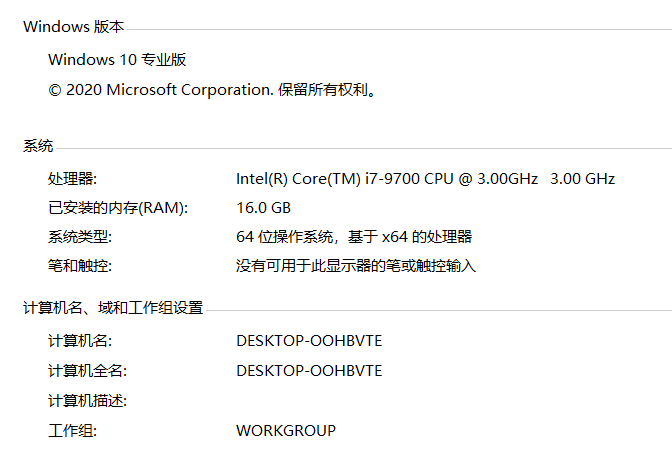 Windows 版本
Windows 10 专业版
© 2020 Microsoft Corporation. 保留所有权利。
系统
处理器: Intel(R) Core(TM) i7-9700 CPU @ 3.00GHz 3.00 GHz
已安装的内存(RAM): 16.0 GB
系统类型: 64 位操作系统，基于 x64 的处理器
笔和触控: 没有可用于此显示器的笔或触控输入
计算机名、域和工作组设置
计算机名: DESKTOP-OOHBVTE
计算机全名: DESKTOP-OOHBVTE
计算机描述:
工作组: WORKGROUP